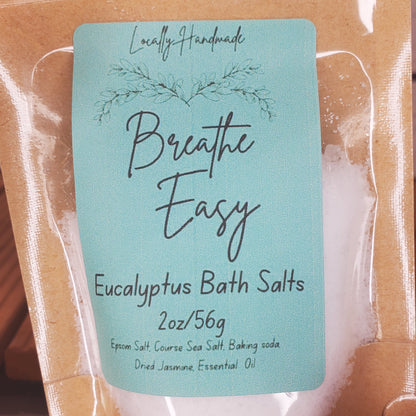 Locally Handmade
Breathe
Easy
Eucalyptus Bath Salts
2oz/56g
Epsom Salt, Course Sea Salt, Baking soda
Dried Jasmine, Essential Oil